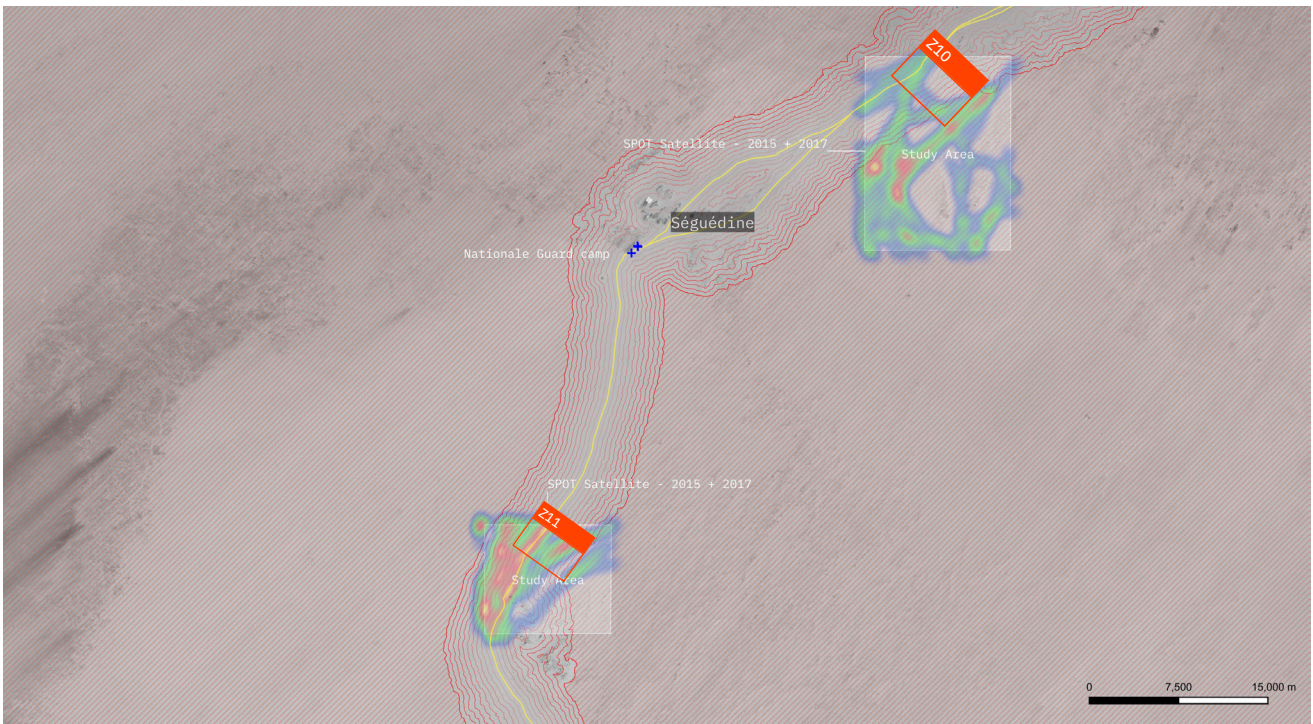 Z10
SPOT Satellite - 2015 + 2017
Study Area
Séguédine
Nationale Guard camp
SPOT Satellite - 2015 + 2017
Z11
Study Area
0 7,500 15,000 m